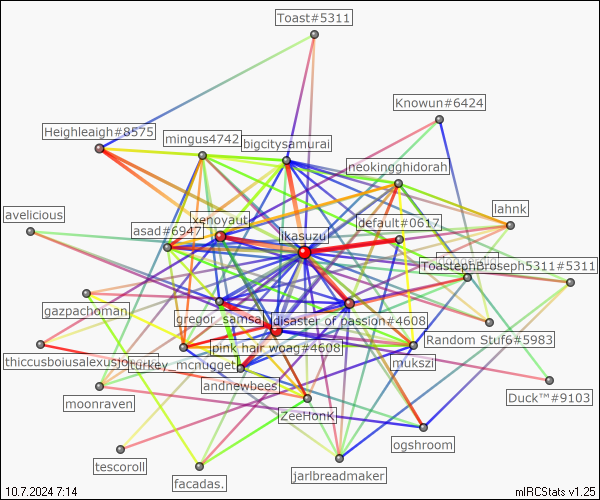 Toast#5311
Knowun#6424
Heighleaigh#8575
mingus4742
bigcitysamurai
neokingghidorah
avelicious
xenoyaut
asad#6947
ikasuzu
default#0617
lahnk
ToastephBroseph5311#5311
gazpachoman
gregor_samsa
disaster of passion#4608
Random Stuf6#5983
thiccusboiusalexusjo
pink hair woag#4608
turkey_mcnugget
mukszi
andrewbees
moonraven
ZeeHonK
Duck™#9103
ogshroom
tescoroll
facadas.
jarlbreadmaker
10.7.2024 7:14
mIRCStats v1.25